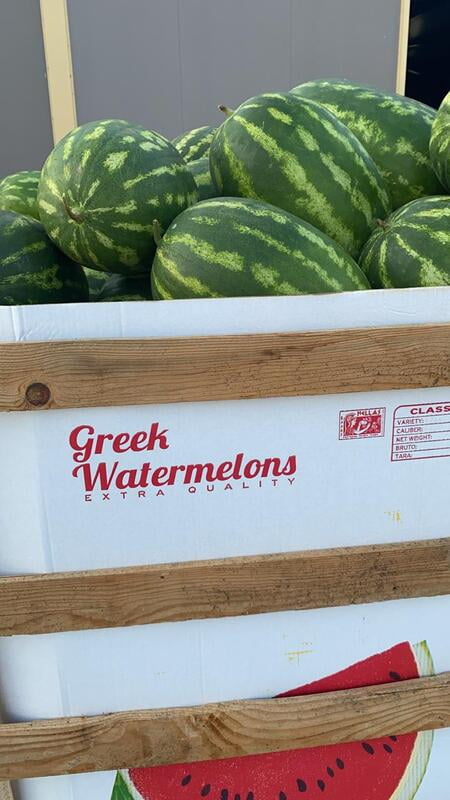 Greek
Watermelons
EXTRA QUALITY
HELLAS
CLASS
VARIETY:
CALIBER:
NET WEIGHT:
BRUTO:
TARA: